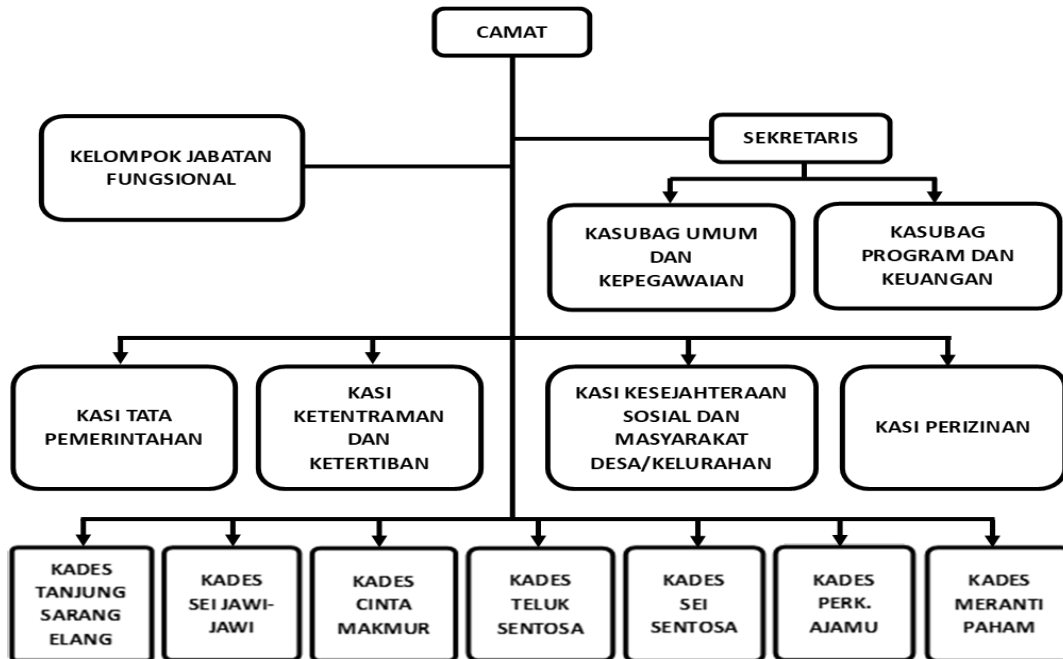 CAMAT
SEKRETARIS
KELOMPOK JABATAN
FUNGSIONAL
KASUBAG UMUM
DAN
KEPEGAWAIAN
KASUBAG
PROGRAM DAN
KEUANGAN
KASI TATA
PEMERINTAHAN
KASI
KETENTRAMAN
DAN
KETERTIBAN
KASI KESEJAHTERAAN
SOSIAL DAN
MASYARAKAT
DESA/KELURAHAN
KASI PERIZINAN
KADES
TANJUNG
SARANG
ELANG
KADES
SEI JAWI-
JAWI
KADES
CINTA
MAKMUR
KADES
TELUK
SENTOSA
KADES
SEI
SENTOSA
KADES
PERK.
AJAMU
KADES
MERANTI
PAHAM